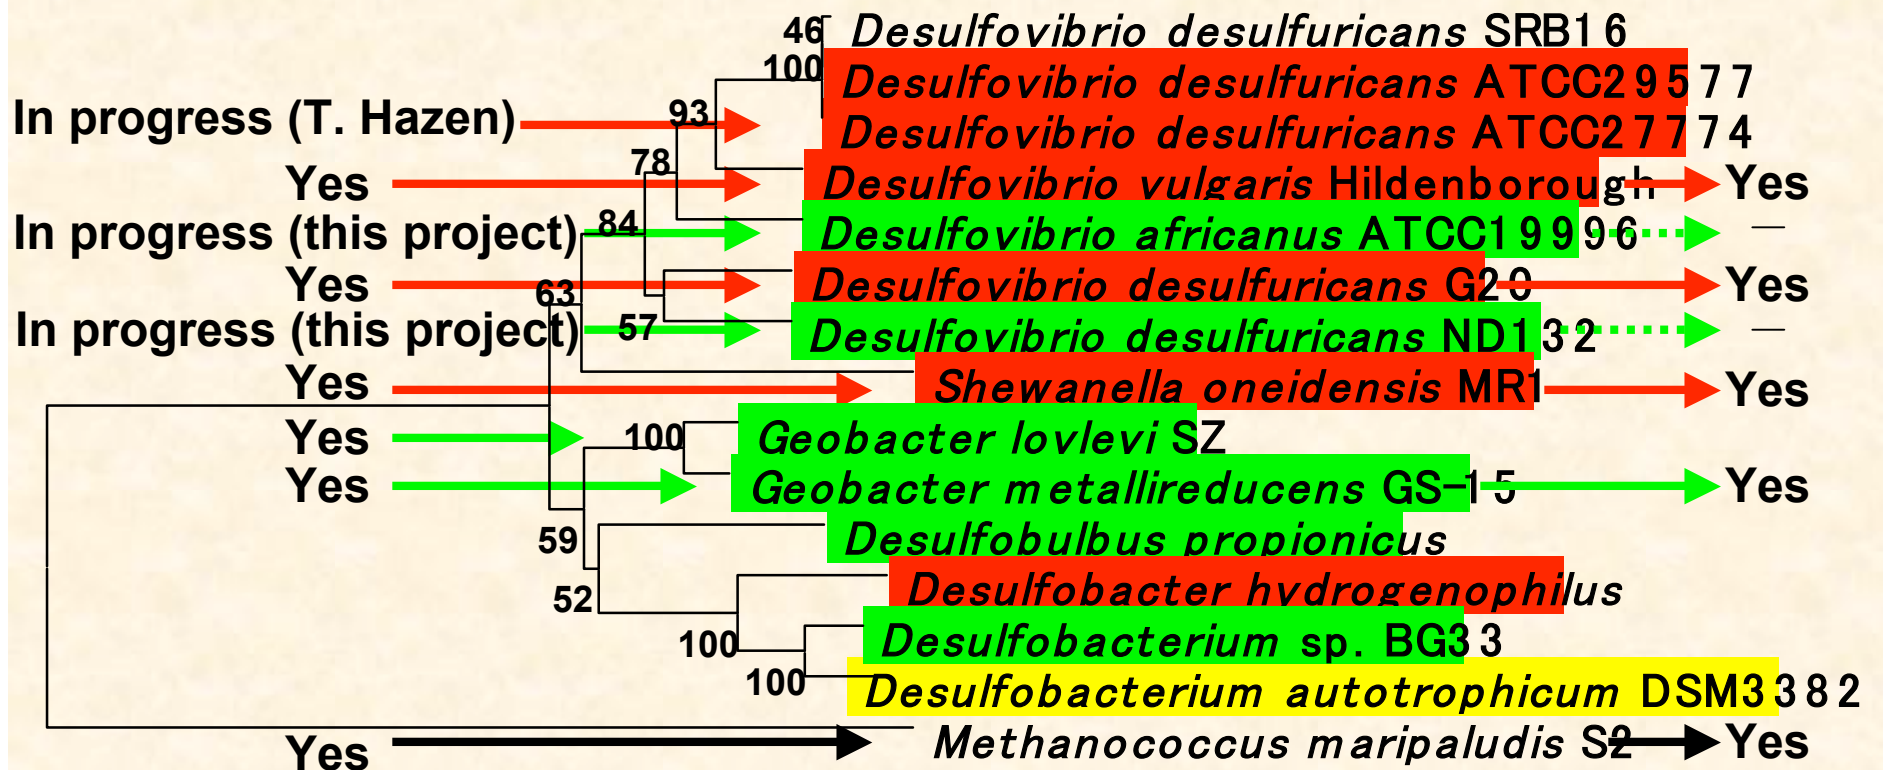 46 Desulfovibrio desulfuricans SRB16
100 Desulfovibrio desulfuricans ATCC29577
In progress (T. Hazen) 93 Desulfovibrio desulfuricans ATCC27774
78
Yes Desulfovibrio vulgaris Hildenborough Yes
In progress (this project) 84 Desulfovibrio africanus ATCC19996 —
Yes 63 Desulfovibrio desulfuricans G20 Yes
In progress (this project) 57 Desulfovibrio desulfuricans ND132 —
Yes Shewanella oneidensis MR1 Yes
Yes 100 Geobacter lovlevi SZ
Yes Geobacter metallireducens GS-15 Yes
59 Desulfobulbus propionicus
52 Desulfobacter hydrogenophilus
100 Desulfobacterium sp. BG33
100 Desulfobacterium autotrophicum DSM3382
Yes Methanococcus maripaludis S2 Yes